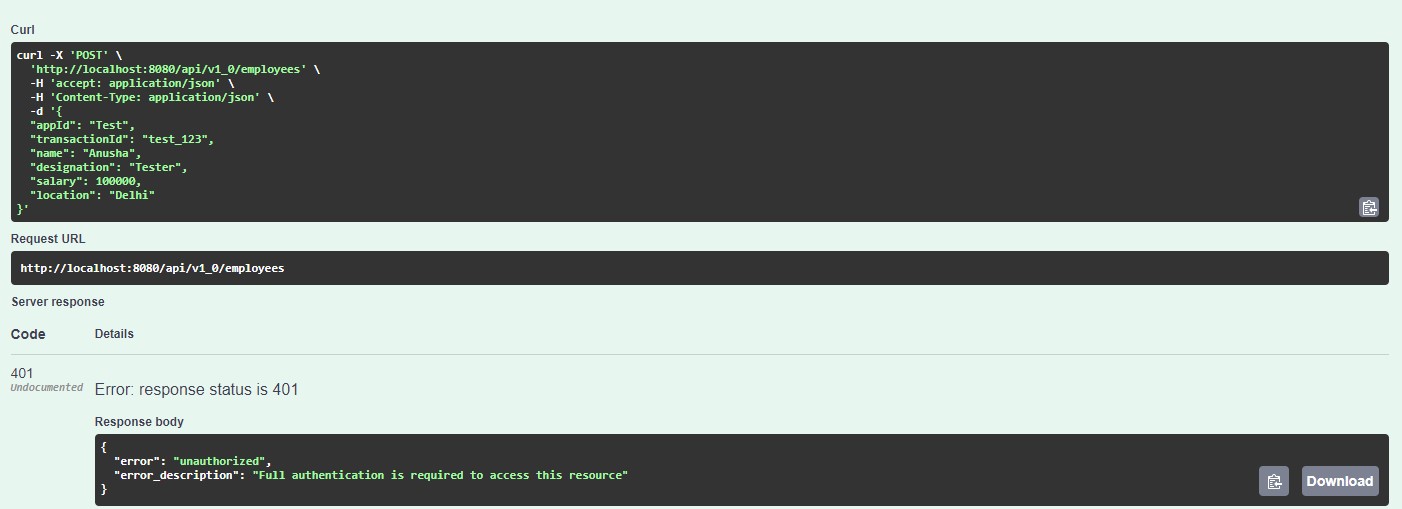 Curl
curl -X 'POST' \
  'http://localhost:8080/api/v1_0/employees' \
  -H 'accept: application/json' \
  -H 'Content-Type: application/json' \
  -d '{
  "appId": "Test",
  "transactionId": "test_123",
  "name": "Anusha",
  "designation": "Tester",
  "salary": 100000,
  "location": "Delhi"
}'
Request URL
http://localhost:8080/api/v1_0/employees
Server response
Code Details
401
Undocumented
Error: response status is 401
Response body
{
  "error": "unauthorized",
  "error_description": "Full authentication is required to access this resource"
}
Download